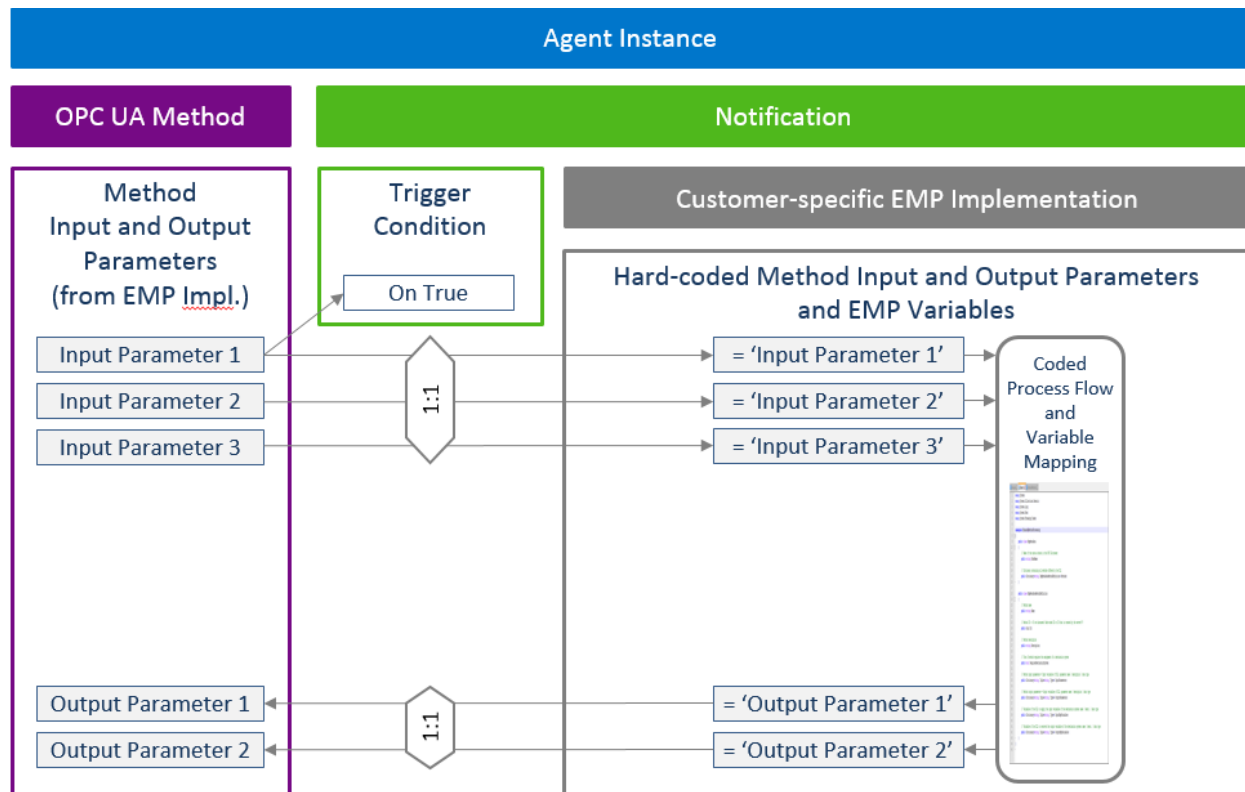 Agent Instance
OPC UA Method
Notification
Method
Input and Output
Parameters
(from EMP Impl.)
Trigger
Condition
On True
Customer-specific EMP Implementation
Hard-coded Method Input and Output Parameters
and EMP Variables
Input Parameter 1
Input Parameter 2
Input Parameter 3
1:1
= ‘Input Parameter 1’
= ‘Input Parameter 2’
= ‘Input Parameter 3’
Coded
Process Flow
and
Variable
Mapping
Output Parameter 1
Output Parameter 2
1:1
= ‘Output Parameter 1’
= ‘Output Parameter 2’